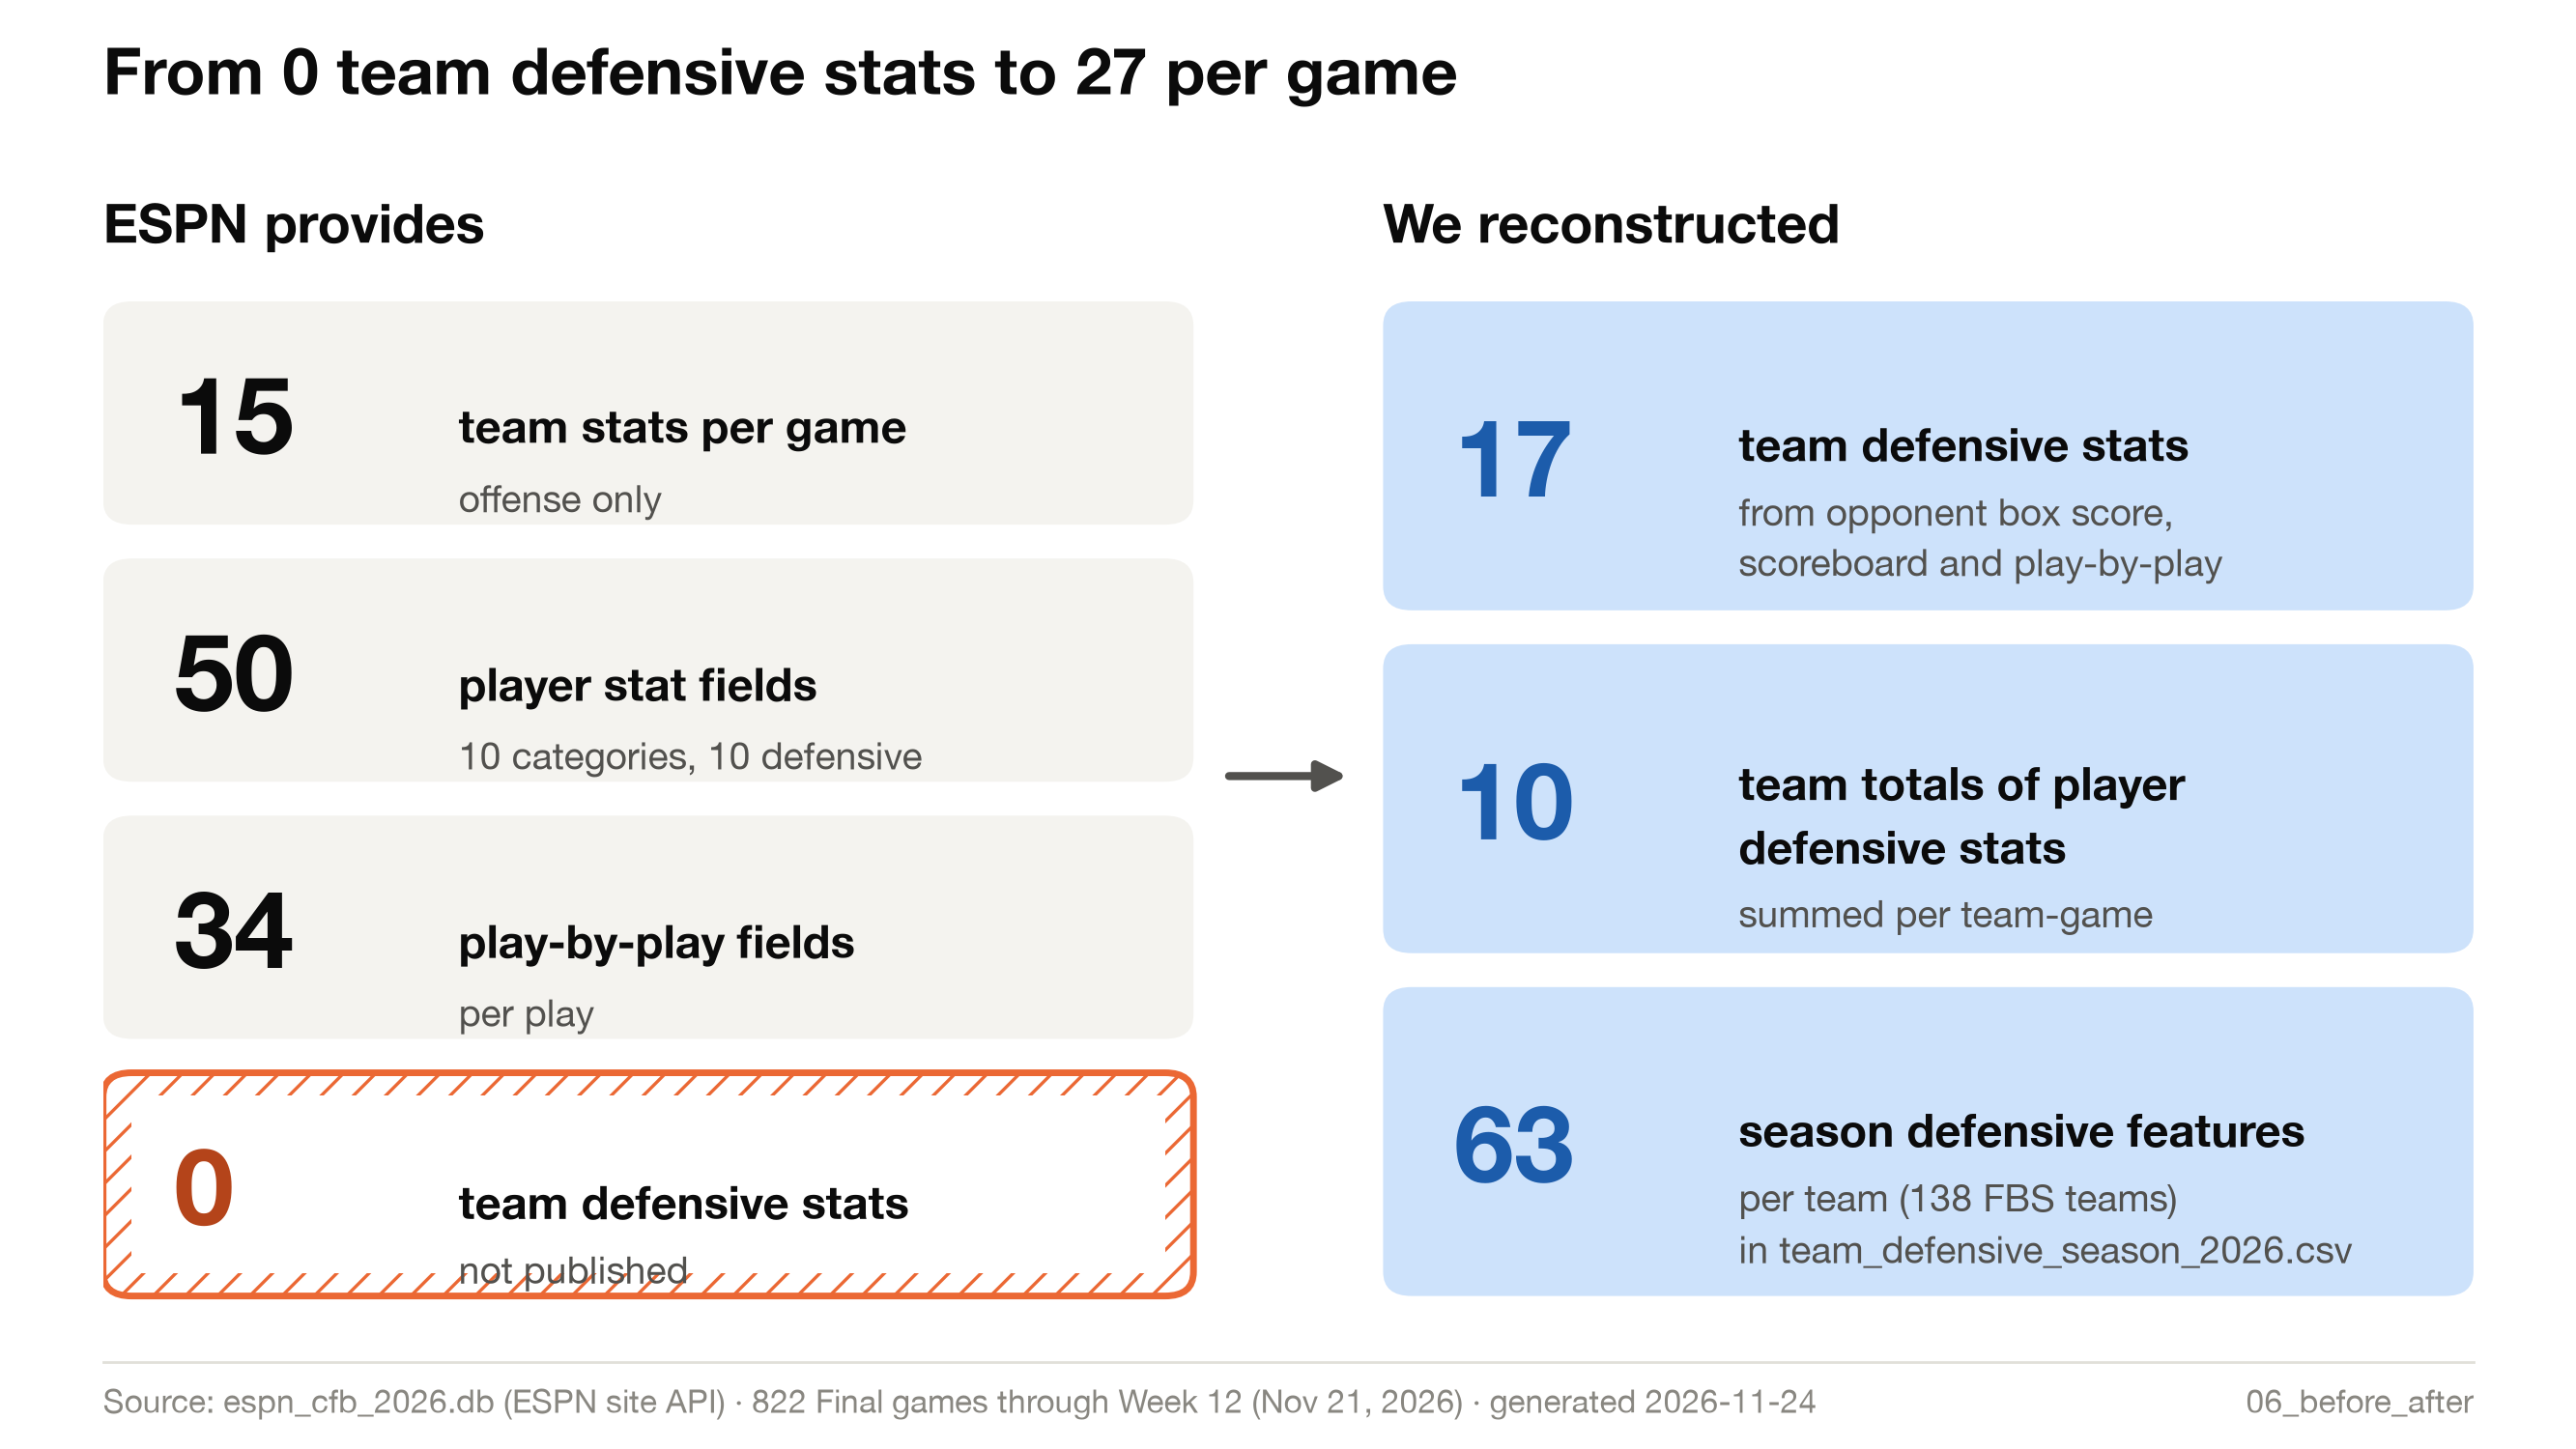 From 0 team defensive stats to 27 per game
ESPN provides
15
team stats per game
offense only
50
player stat fields
10 categories, 10 defensive
34
play-by-play fields
per play
0
team defensive stats
not published
We reconstructed
17
team defensive stats
from opponent box score,
scoreboard and play-by-play
10
team totals of player
defensive stats
summed per team-game
63
season defensive features
per team (138 FBS teams)
in team_defensive_season_2026.csv
Source: espn_cfb_2026.db (ESPN site API) · 822 Final games through Week 12 (Nov 21, 2026) · generated 2026-11-24
06_before_after